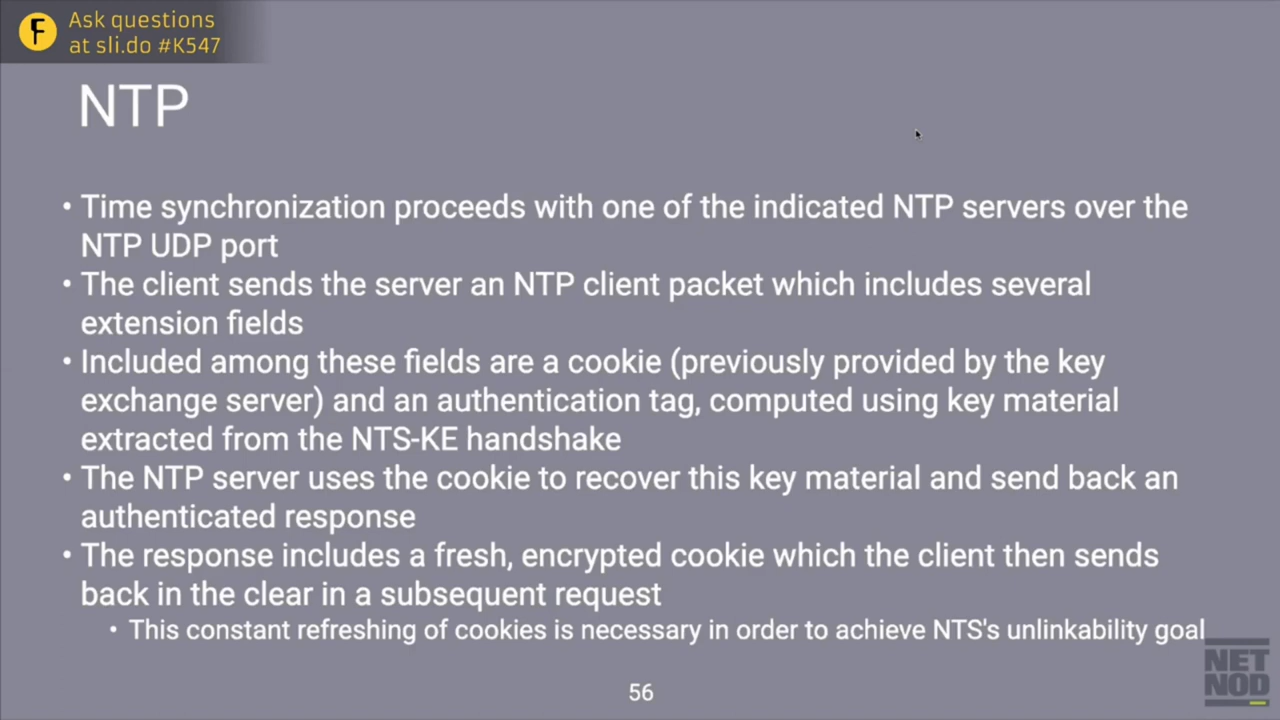 F
Ask questions
at sli.do #K547
NTP
• Time synchronization proceeds with one of the indicated NTP servers over the
NTP UDP port
• The client sends the server an NTP client packet which includes several
extension fields
• Included among these fields are a cookie (previously provided by the key
exchange server) and an authentication tag, computed using key material
extracted from the NTS-KE handshake
• The NTP server uses the cookie to recover this key material and send back an
authenticated response
• The response includes a fresh, encrypted cookie which the client then sends
back in the clear in a subsequent request
• This constant refreshing of cookies is necessary in order to achieve NTS's unlinkability goal
56
NET
NOD